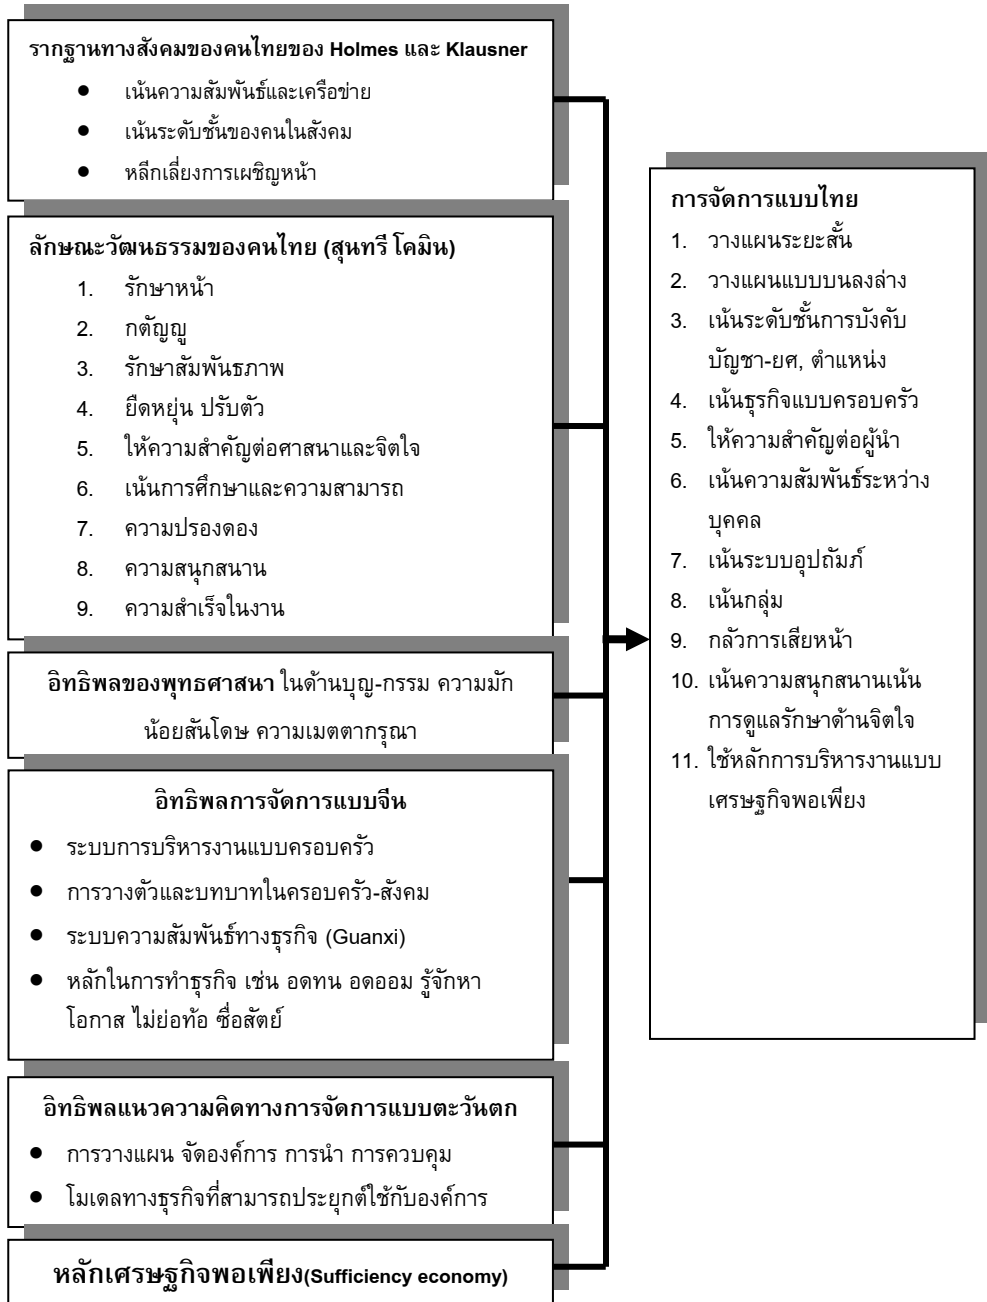 รากฐานทางสังคมของคนไทยของ Holmes และ Klausner
● เน้นความสัมพันธ์และเครือข่าย
● เน้นระดับชั้นของคนในสังคม
● หลีกเลี่ยงการเผชิญหน้า
ลักษณะวัฒนธรรมของคนไทย (สุนทรี โคมิน)
1. รักษาหน้า
2. กตัญญู
3. รักษาสัมพันธภาพ
4. ยืดหยุ่น ปรับตัว
5. ให้ความสำคัญต่อศาสนาและจิตใจ
6. เน้นการศึกษาและความสามารถ
7. ความปรองดอง
8. ความสนุกสนาน
9. ความสำเร็จในงาน
อิทธิพลของพุทธศาสนา ในด้านบุญ-กรรม ความมัก
น้อยสันโดษ ความเมตตากรุณา
อิทธิพลการจัดการแบบจีน
● ระบบการบริหารงานแบบครอบครัว
● การวางตัวและบทบาทในครอบครัว-สังคม
● ระบบความสัมพันธ์ทางธุรกิจ (Guanxi)
● หลักในการทำธุรกิจ เช่น อดทน อดออม รู้จักหา
โอกาส ไม่ย่อท้อ ซื่อสัตย์
อิทธิพลแนวความคิดทางการจัดการแบบตะวันตก
● การวางแผน จัดองค์การ การนำ การควบคุม
● โมเดลทางธุรกิจที่สามารถประยุกต์ใช้กับองค์การ
หลักเศรษฐกิจพอเพียง(Sufficiency economy)
การจัดการแบบไทย
1. วางแผนระยะสั้น
2. วางแผนแบบบนลงล่าง
3. เน้นระดับชั้นการบังคับ
บัญชา-ยศ, ตำแหน่ง
4. เน้นธุรกิจแบบครอบครัว
5. ให้ความสำคัญต่อผู้นำ
6. เน้นความสัมพันธ์ระหว่าง
บุคคล
7. เน้นระบบอุปถัมภ์
8. เน้นกลุ่ม
9. กลัวการเสียหน้า
10. เน้นความสนุกสนานเน้น
การดูแลรักษาด้านจิตใจ
11. ใช้หลักการบริหารงานแบบ
เศรษฐกิจพอเพียง